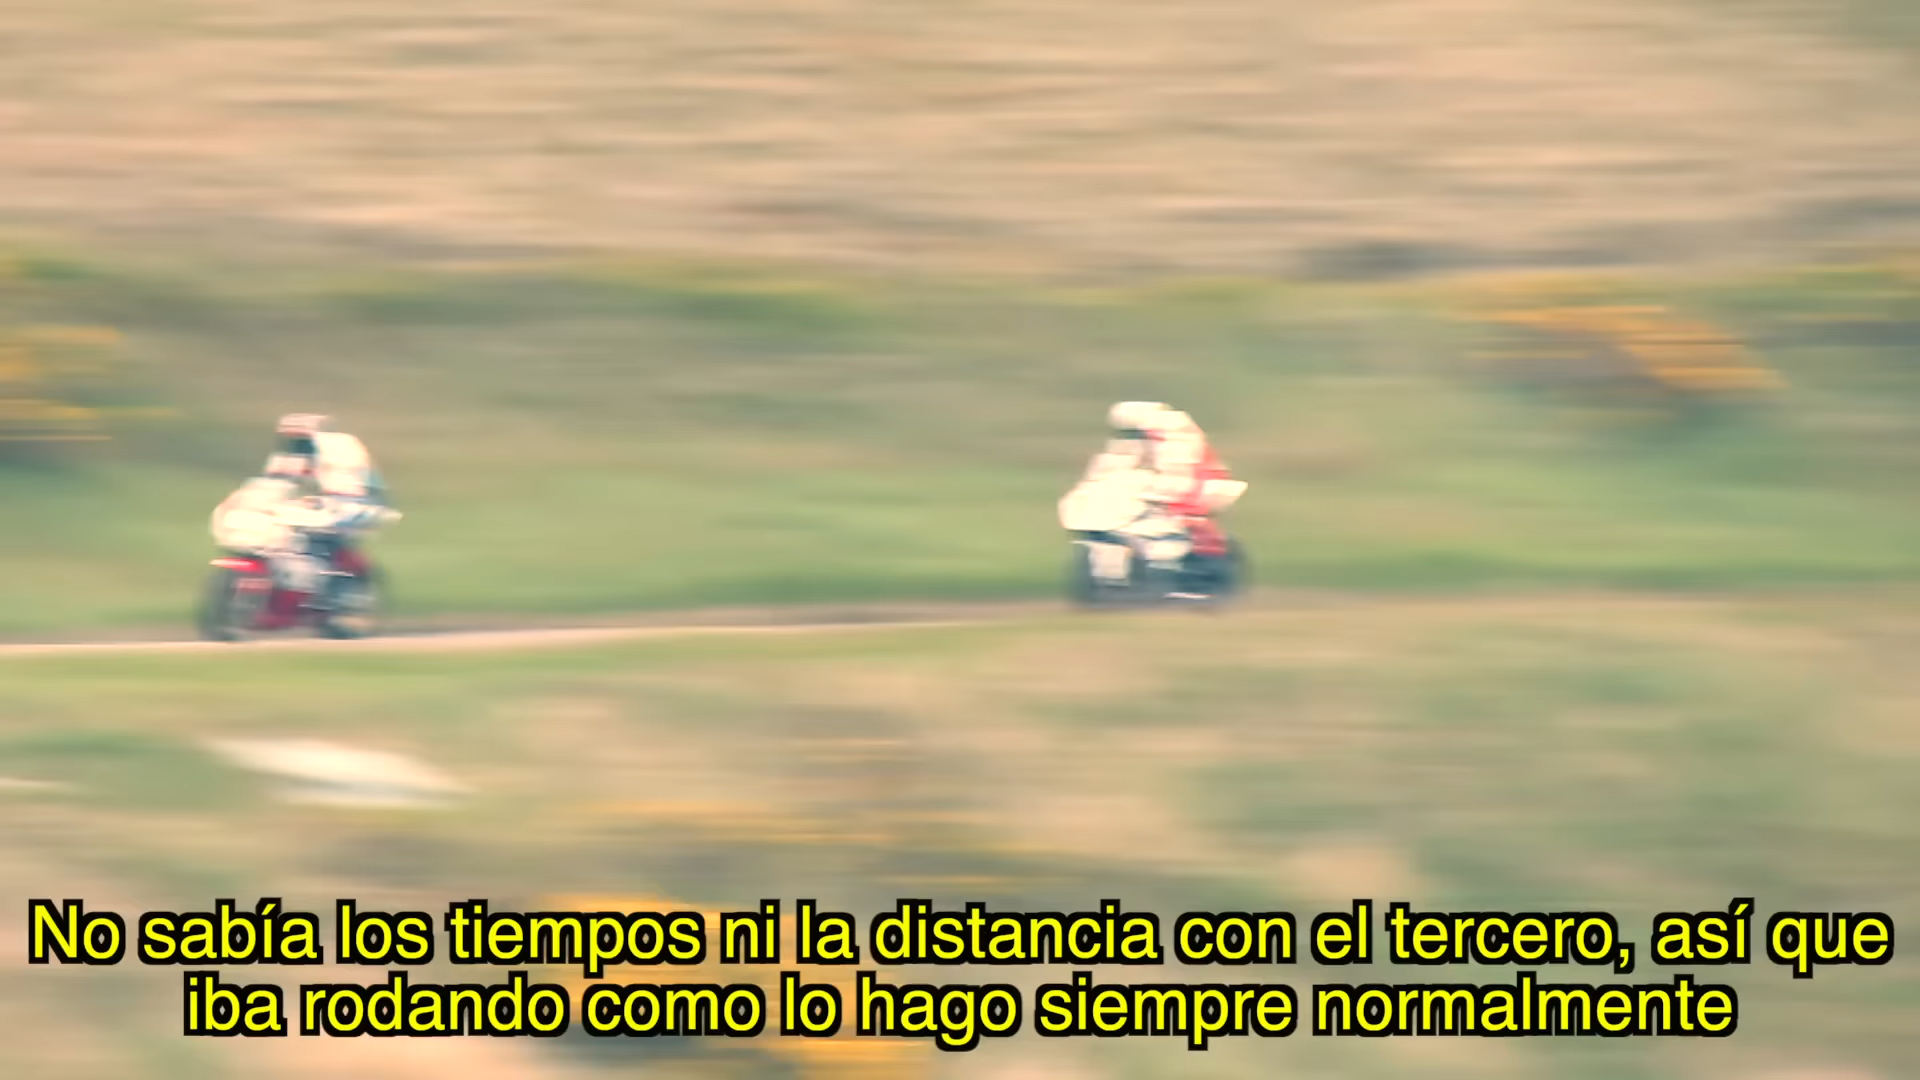 No sabía los tiempos ni la distancia con el tercero, así que
iba rodando como lo hago siempre normalmente